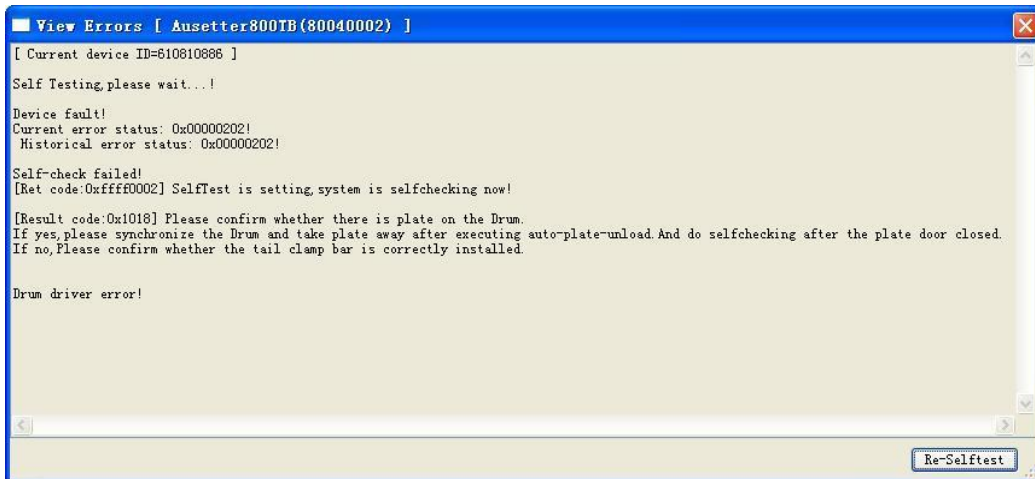 View Errors [ Ausetter800TB(80040002) ]
[ Current device ID=610810886 ]
Self Testing,please wait...!
Device fault!
Current error status: 0x00000202!
Historical error status: 0x00000202!
Self-check failed!
[Ret code:0xffff0002] SelfTest is setting,system is selfchecking now!
[Result code:0x1018] Please confirm whether there is plate on the Drum.
If yes,please synchronize the Drum and take plate away after executing auto-plate-unload.And do selfchecking after the plate door closed.
If no,Please confirm whether the tail clamp bar is correctly installed.
Drum driver error!
Re-Selftest